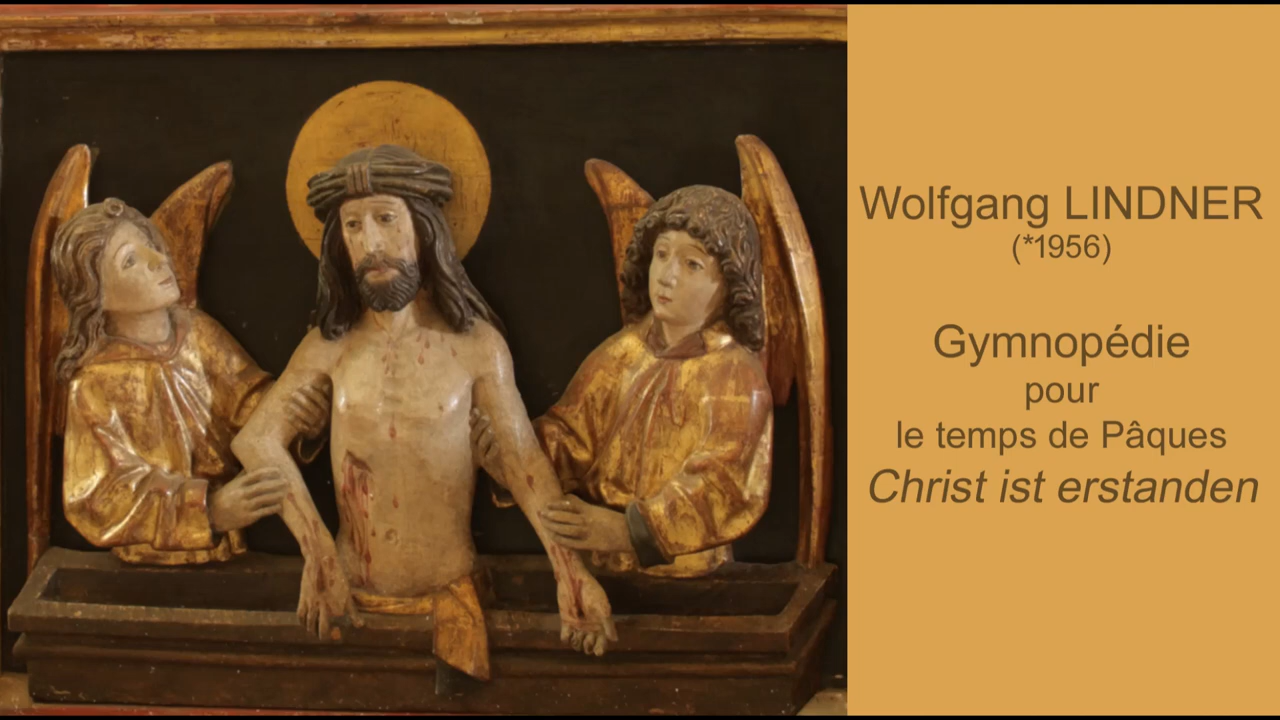 Wolfgang LINDNER
(*1956)
Gymnopédie
pour
le temps de Pâques
Christ ist erstanden